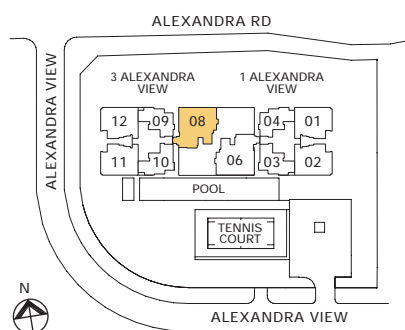 ALEXANDRA RD
ALEXANDRA VIEW
3 ALEXANDRA
VIEW
1 ALEXANDRA
VIEW
12
09
08
04
01
11
10
06
03
02
POOL
TENNIS
COURT
N
ALEXANDRA VIEW